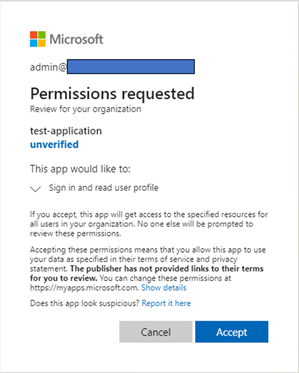 Microsoft
admin@
Permissions requested
Review for your organization
test-application
unverified
This app would like to:
Sign in and read user profile
If you accept, this app will get access to the specified resources for
all users in your organization. No one else will be prompted to
review these permissions.
Accepting these permissions means that you allow this app to use
your data as specified in their terms of service and privacy
statement. The publisher has not provided links to their terms
for you to review. You can change these permissions at
https://myapps.microsoft.com. Show details
Does this app look suspicious? Report it here
Cancel
Accept